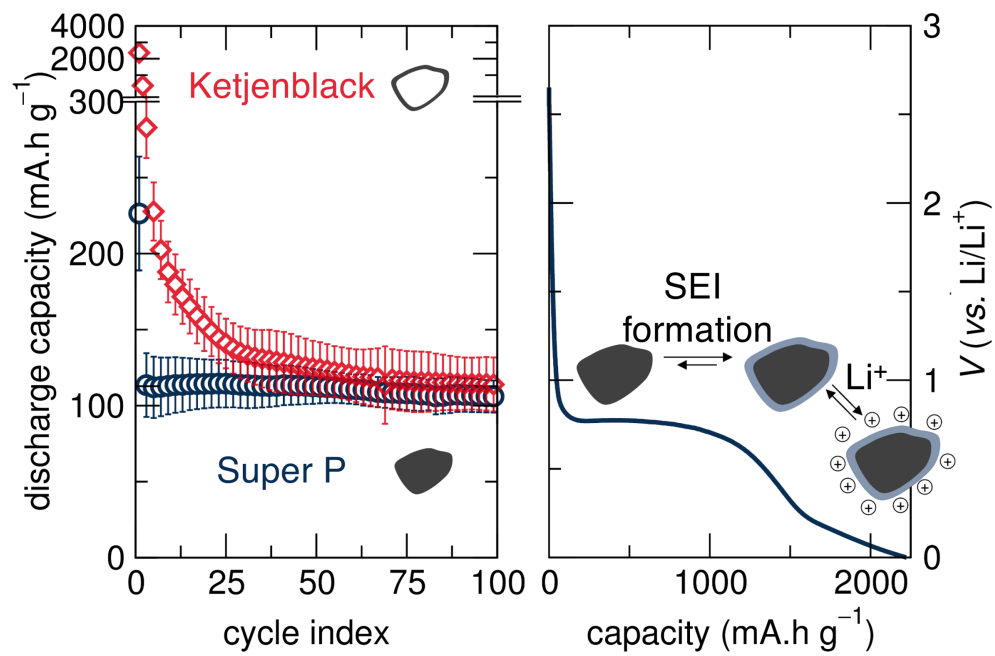 4000
2000
300
200
100
0
discharge capacity (mA.h g⁻¹)
Ketjenblack
Super P
0 25 50 75 100
cycle index
3
2
1
0
V (vs. Li/Li⁺)
SEI
formation
Li⁺
+ + + + + + + + + +
0 1000 2000
capacity (mA.h g⁻¹)